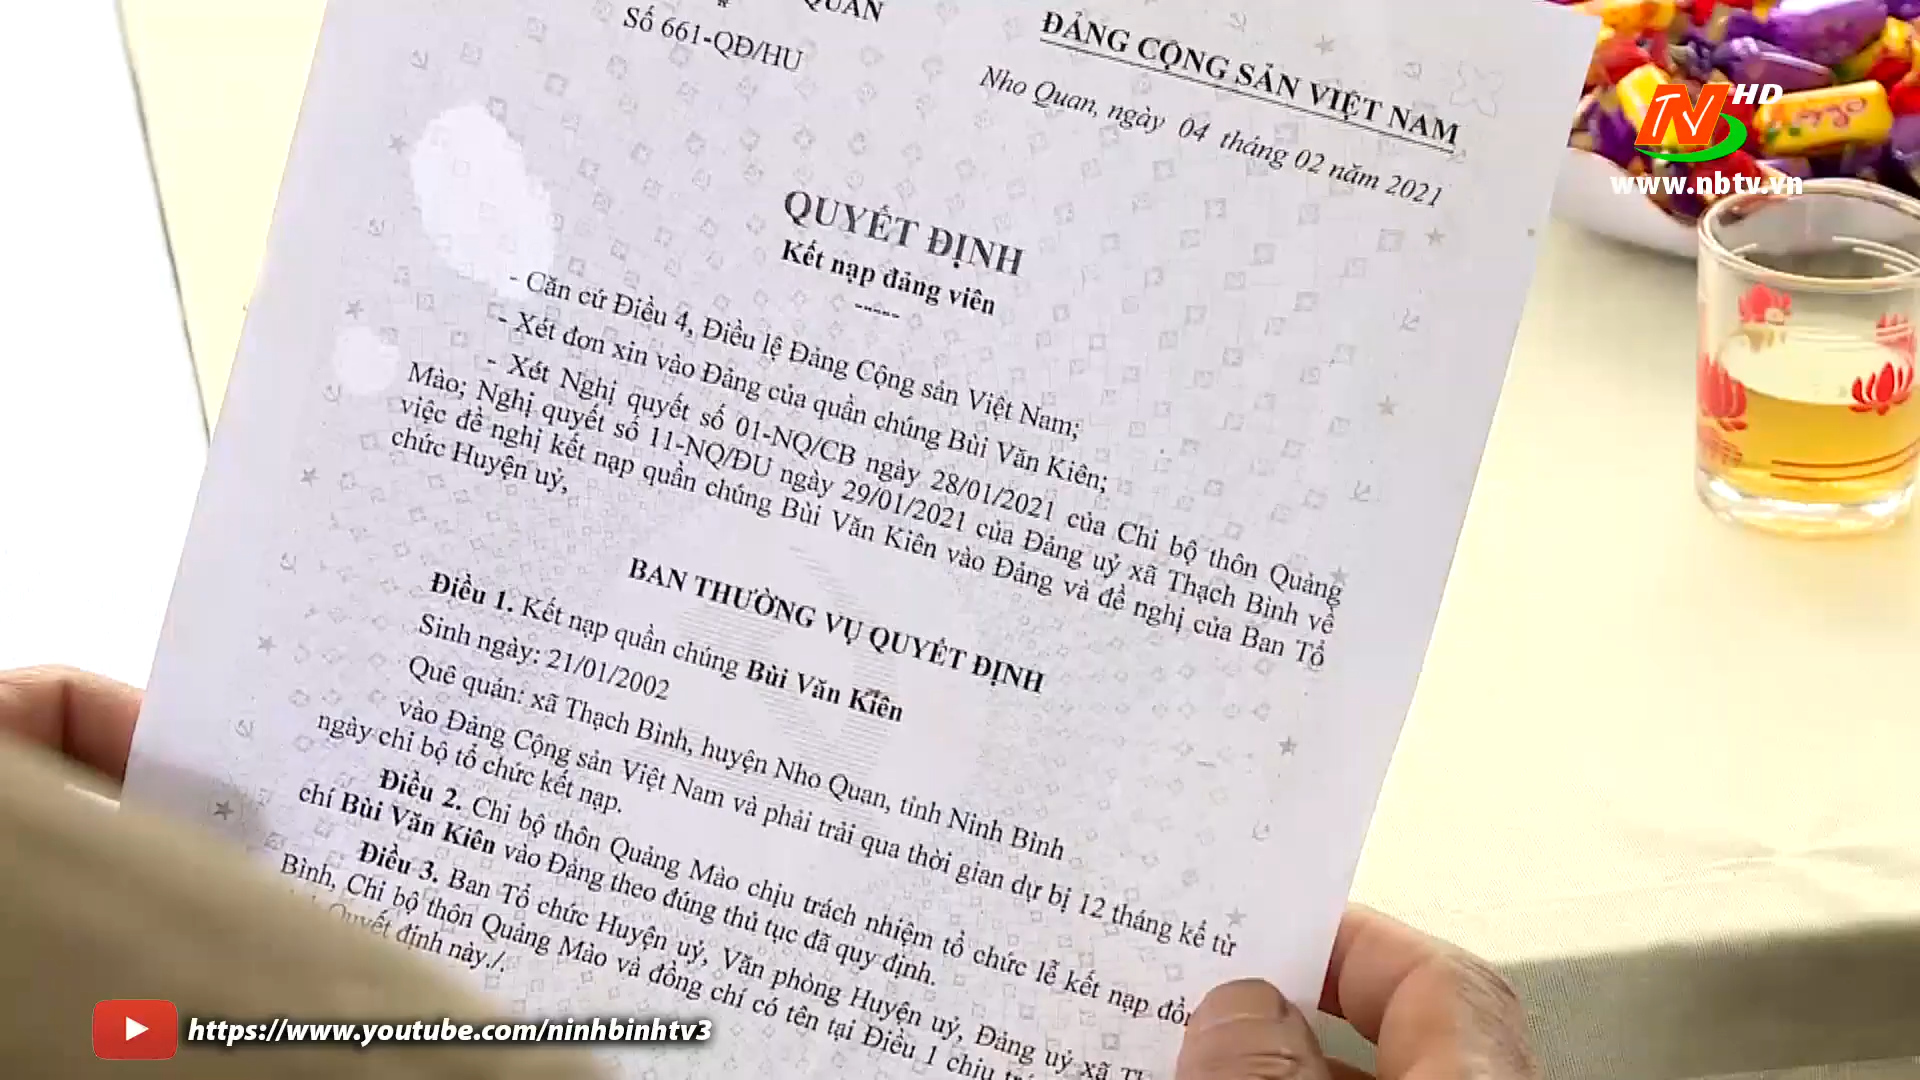 QUAN
Số 661-QĐ/HU
ĐẢNG CỘNG SẢN VIỆT NAM
Nho Quan, ngày 04 tháng 02 năm 2021
QUYẾT ĐỊNH
Kết nạp đảng viên
-----
- Căn cứ Điều 4, Điều lệ Đảng Cộng sản Việt Nam;
- Xét đơn xin vào Đảng của quần chúng Bùi Văn Kiên;
- Xét Nghị quyết số 01-NQ/CB ngày 28/01/2021 của Chi bộ thôn Quảng
Mào; Nghị quyết số 11-NQ/ĐU ngày 29/01/2021 của Đảng uỷ xã Thạch Bình về
việc đề nghị kết nạp quần chúng Bùi Văn Kiên vào Đảng và đề nghị của Ban Tổ
chức Huyện uỷ,
BAN THƯỜNG VỤ QUYẾT ĐỊNH
Điều 1. Kết nạp quần chúng Bùi Văn Kiên
Sinh ngày: 21/01/2002
Quê quán: xã Thạch Bình, huyện Nho Quan, tỉnh Ninh Bình
vào Đảng Cộng sản Việt Nam và phải trải qua thời gian dự bị 12 tháng kể từ
ngày chi bộ tổ chức kết nạp.
Điều 2. Chi bộ thôn Quảng Mào chịu trách nhiệm tổ chức lễ kết nạp
chí Bùi Văn Kiên vào Đảng theo đúng thủ tục đã quy định.
Điều 3. Ban Tổ chức Huyện uỷ, Văn phòng Huyện uỷ, Đảng uỷ xã
Bình, Chi bộ thôn Quảng Mào và đồng chí có tên tại Điều 1 chịu
Quyết định này./.
HD
www.nbtv.vn
https://www.youtube.com/ninhbinhtv3